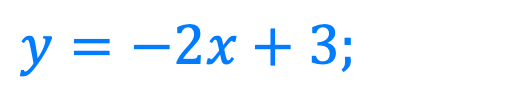 y = −2x + 3;